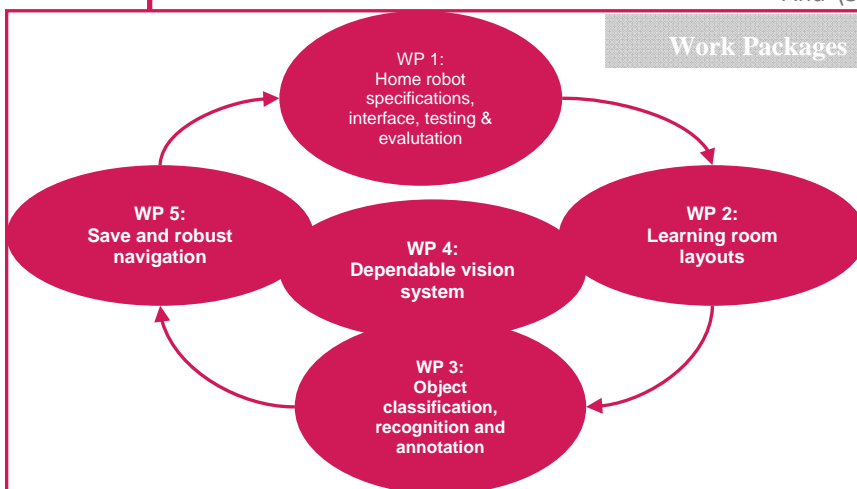 Work Packages
WP 1:
Home robot
specifications,
interface, testing &
evalutation
WP 5:
Save and robust
navigation
WP 4:
Dependable vision
system
WP 2:
Learning room
layouts
WP 3:
Object
classification,
recognition and
annotation